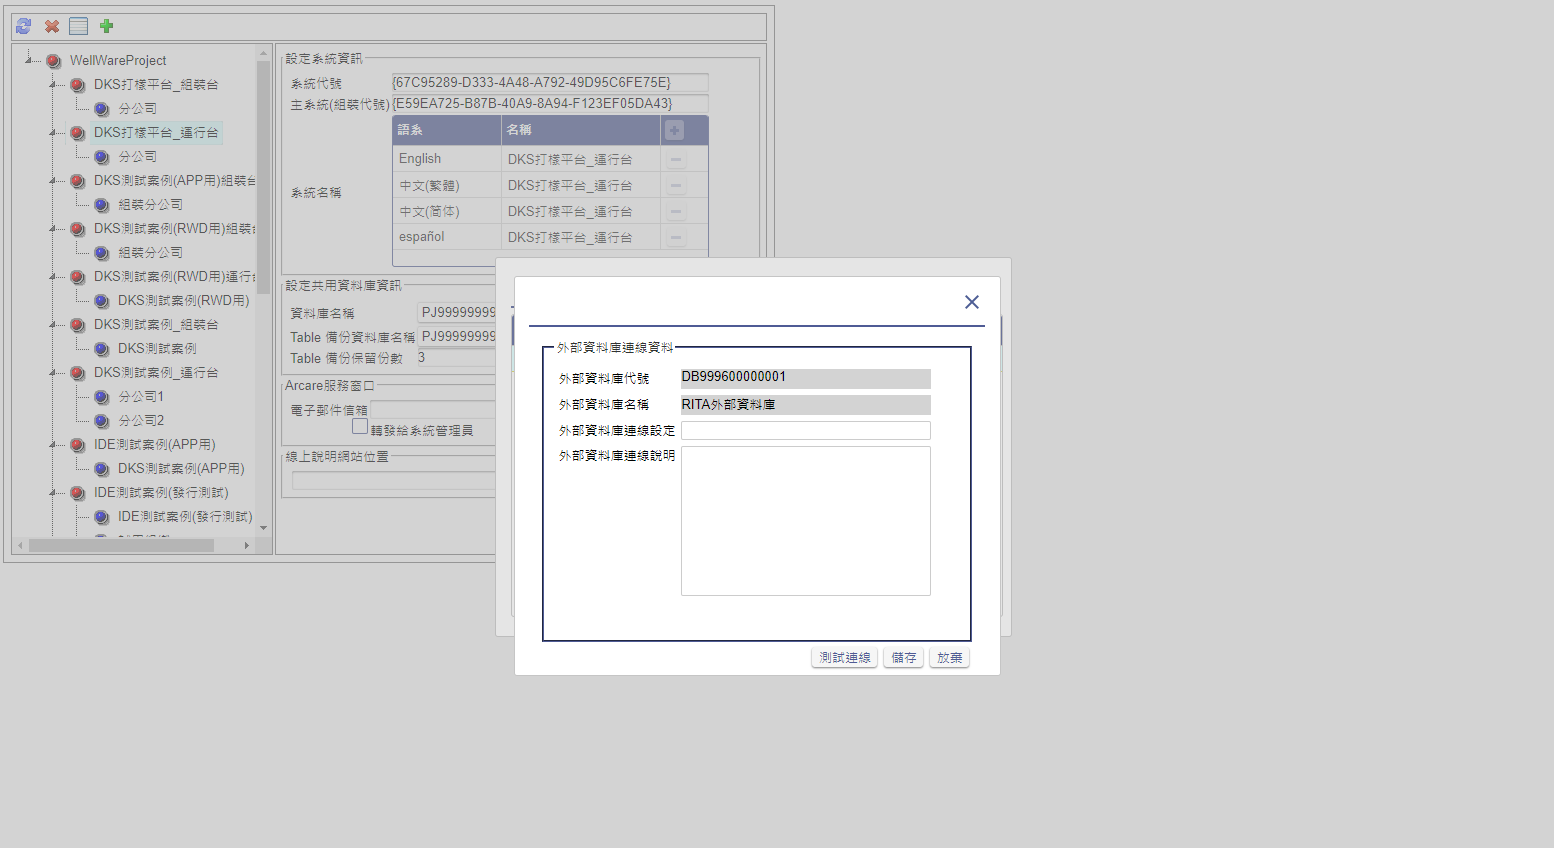 WellWareProject
DKS打樣平台_組裝台
分公司
DKS打樣平台_運行台
分公司
DKS測試案例(APP用)組裝台
組裝分公司
DKS測試案例(RWD用)組裝台
組裝分公司
DKS測試案例(RWD用)運行台
DKS測試案例(RWD用)
DKS測試案例_組裝台
DKS測試案例
DKS測試案例_運行台
分公司1
分公司2
IDE測試案例(APP用)
DKS測試案例(APP用)
IDE測試案例(發行測試)
IDE測試案例(發行測試)
設定系統資訊
系統代號 {67C95289-D333-4A48-A792-49D95C6FE75E}
主系統(組裝代號) {E59EA725-B87B-40A9-8A94-F123EF05DA43}
系統名稱
語系 名稱
English DKS打樣平台_運行台
中文(繁體) DKS打樣平台_運行台
中文(简体) DKS打樣平台_運行台
español DKS打樣平台_運行台
設定共用資料庫資訊
資料庫名稱 PJ99999999
Table 備份資料庫名稱 PJ99999999
Table 備份保留份數 3
Arcare服務窗口
電子郵件信箱
轉發給系統管理員
線上說明網站位置
外部資料庫連線資料
外部資料庫代號 DB999600000001
外部資料庫名稱 RITA外部資料庫
外部資料庫連線設定
外部資料庫連線說明
測試連線 儲存 放棄